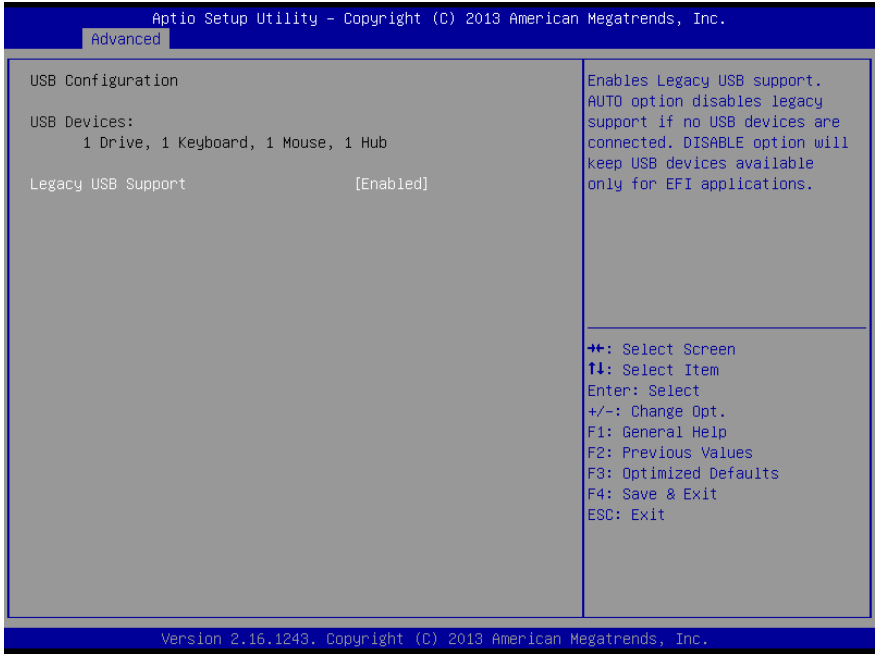 Aptio Setup Utility – Copyright (C) 2013 American Megatrends, Inc.
Advanced
USB Configuration
USB Devices:
1 Drive, 1 Keyboard, 1 Mouse, 1 Hub
Legacy USB Support [Enabled]
Enables Legacy USB support.
AUTO option disables legacy
support if no USB devices are
connected. DISABLE option will
keep USB devices available
only for EFI applications.
→←: Select Screen
↑↓: Select Item
Enter: Select
+/-: Change Opt.
F1: General Help
F2: Previous Values
F3: Optimized Defaults
F4: Save & Exit
ESC: Exit
Version 2.16.1243. Copyright (C) 2013 American Megatrends, Inc.